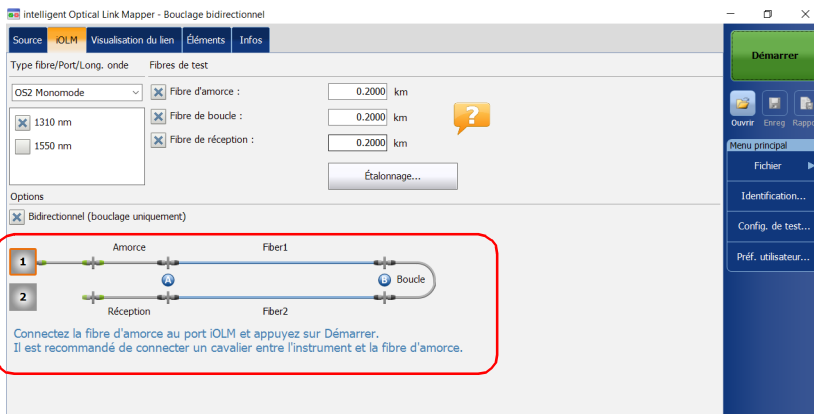 intelligent Optical Link Mapper - Bouclage bidirectionnel
Source iOLM Visualisation du lien Éléments Infos
Démarrer
Type fibre/Port/Long. onde Fibres de test
OS2 Monomode Fibre d'amorce : 0.2000 km
1310 nm Fibre de boucle : 0.2000 km
1550 nm Fibre de réception : 0.2000 km
?
Ouvrir Enreg Rappo
Menu principal
Fichier
Étalonnage...
Identification...
Options
Bidirectionnel (bouclage uniquement)
Config. de test...
Préf. utilisateur...
Amorce Fiber1
1
A B Boucle
2
Réception Fiber2
Connectez la fibre d'amorce au port iOLM et appuyez sur Démarrer.
Il est recommandé de connecter un cavalier entre l'instrument et la fibre d'amorce.